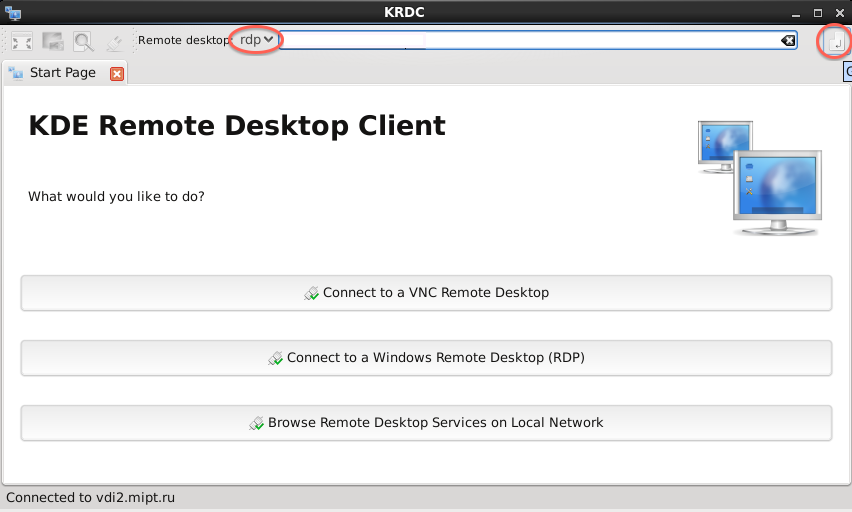 KRDC
Remote desktop: rdp
Start Page
KDE Remote Desktop Client
What would you like to do?
Connect to a VNC Remote Desktop
Connect to a Windows Remote Desktop (RDP)
Browse Remote Desktop Services on Local Network
Connected to vdi2.mipt.ru